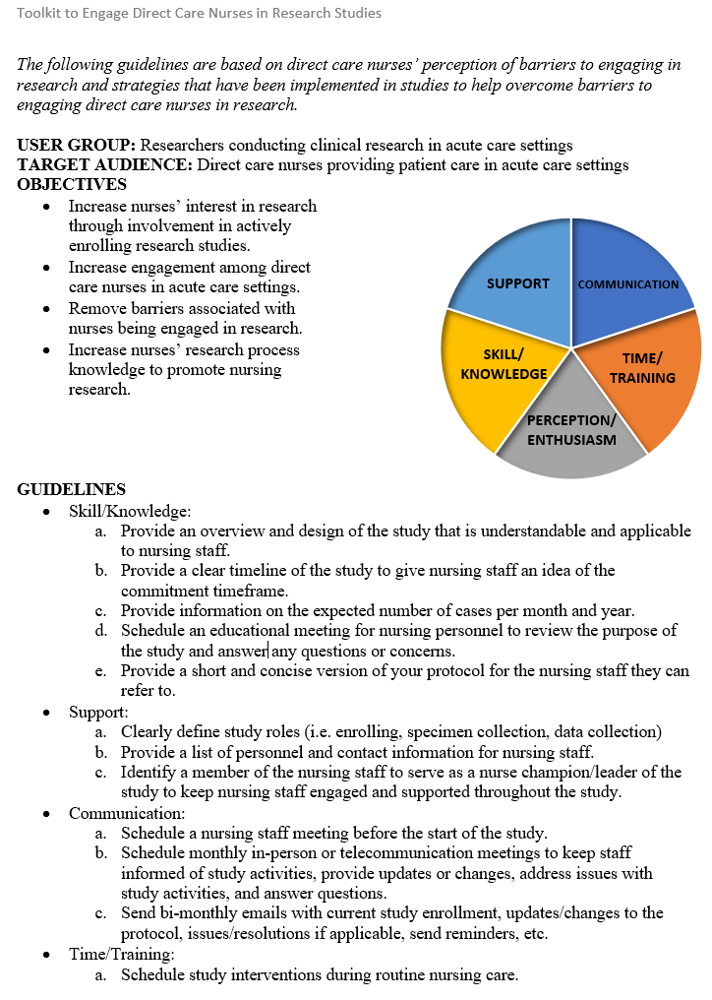 Toolkit to Engage Direct Care Nurses in Research Studies
The following guidelines are based on direct care nurses' perception of barriers to engaging in
research and strategies that have been implemented in studies to help overcome barriers to
engaging direct care nurses in research.
USER GROUP: Researchers conducting clinical research in acute care settings
TARGET AUDIENCE: Direct care nurses providing patient care in acute care settings
OBJECTIVES
• Increase nurses' interest in research
through involvement in actively
enrolling research studies.
• Increase engagement among direct
care nurses in acute care settings.
• Remove barriers associated with
nurses being engaged in research.
• Increase nurses' research process
knowledge to promote nursing
research.
SUPPORT
COMMUNICATION
SKILL/
KNOWLEDGE
TIME/
TRAINING
PERCEPTION/
ENTHUSIASM
GUIDELINES
• Skill/Knowledge:
a. Provide an overview and design of the study that is understandable and applicable
to nursing staff.
b. Provide a clear timeline of the study to give nursing staff an idea of the
commitment timeframe.
c. Provide information on the expected number of cases per month and year.
d. Schedule an educational meeting for nursing personnel to review the purpose of
the study and answer any questions or concerns.
e. Provide a short and concise version of your protocol for the nursing staff they can
refer to.
• Support:
a. Clearly define study roles (i.e. enrolling, specimen collection, data collection)
b. Provide a list of personnel and contact information for nursing staff.
c. Identify a member of the nursing staff to serve as a nurse champion/leader of the
study to keep nursing staff engaged and supported throughout the study.
• Communication:
a. Schedule a nursing staff meeting before the start of the study.
b. Schedule monthly in-person or telecommunication meetings to keep staff
informed of study activities, provide updates or changes, address issues with
study activities, and answer questions.
c. Send bi-monthly emails with current study enrollment, updates/changes to the
protocol, issues/resolutions if applicable, send reminders, etc.
• Time/Training:
a. Schedule study interventions during routine nursing care.